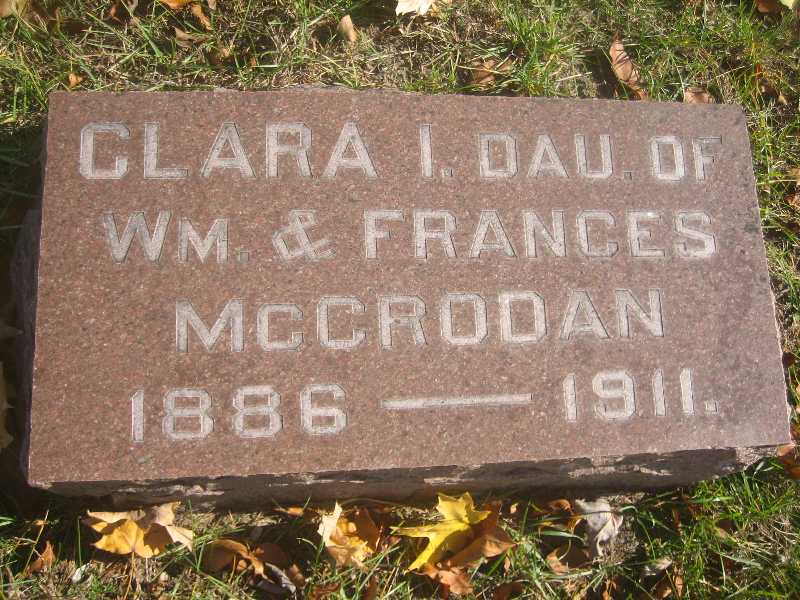 CLARA I. DAU. OF
WM. & FRANCES
MCCRODAN
1886 — 1911.